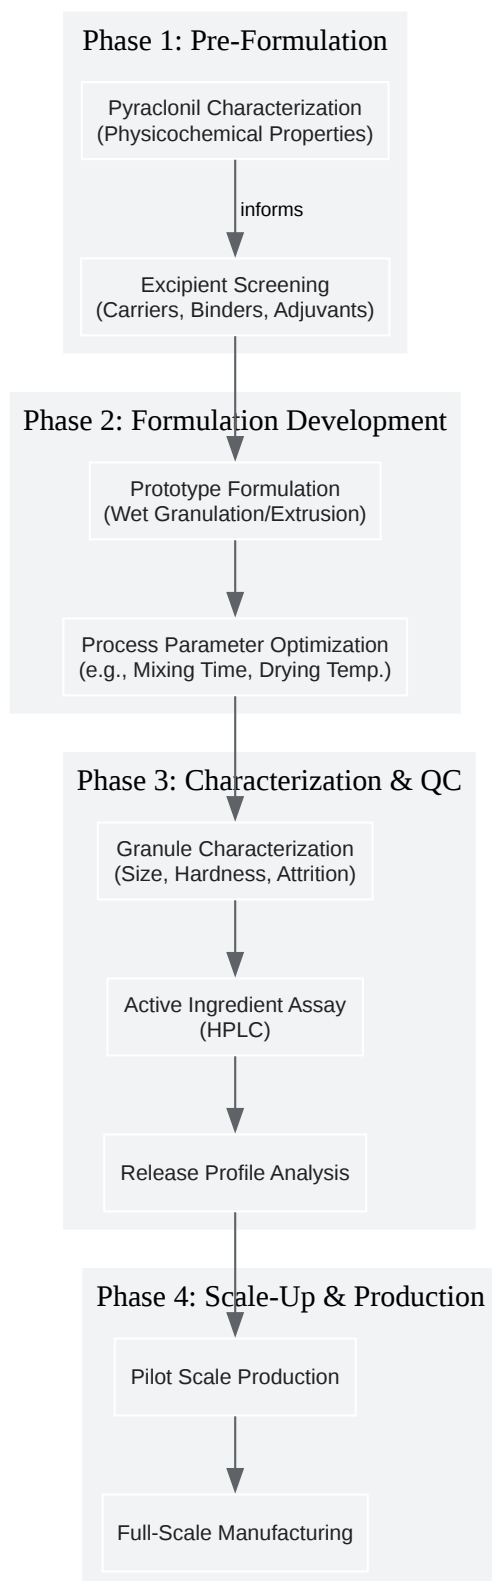 Phase 1: Pre-Formulation
Pyraclonil Characterization
(Physicochemical Properties)
informs
Excipient Screening
(Carriers, Binders, Adjuvants)
Phase 2: Formulation Development
Prototype Formulation
(Wet Granulation/Extrusion)
Process Parameter Optimization
(e.g., Mixing Time, Drying Temp.)
Phase 3: Characterization & QC
Granule Characterization
(Size, Hardness, Attrition)
Active Ingredient Assay
(HPLC)
Release Profile Analysis
Phase 4: Scale-Up & Production
Pilot Scale Production
Full-Scale Manufacturing